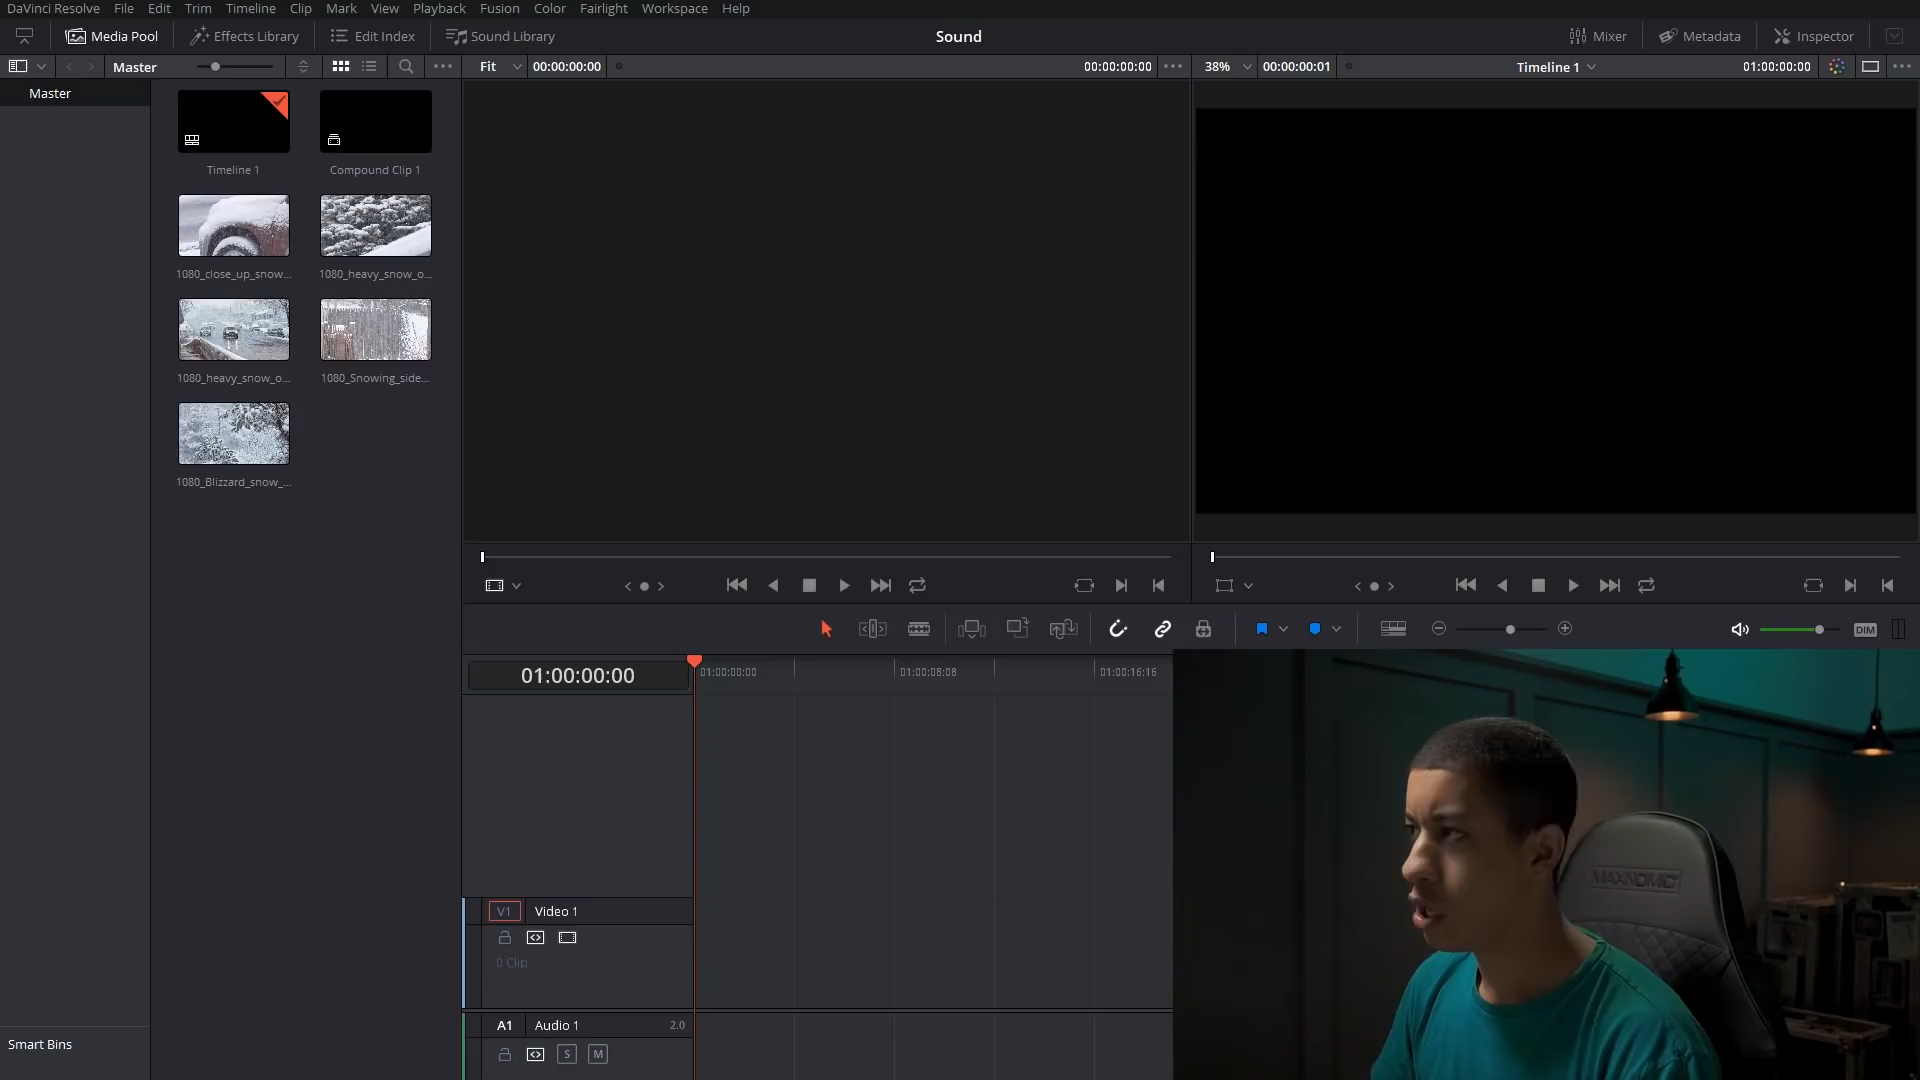 DaVinci Resolve File Edit Trim Timeline Clip Mark View Playback Fusion Color Fairlight Workspace Help
Media Pool Effects Library Edit Index Sound Library Sound Mixer Metadata Inspector
Master Fit 00:00:00:00 00:00:00:00 38% 00:00:00:01 Timeline 1 01:00:00:00
Master
Timeline 1 Compound Clip 1
1080_close_up_snow... 1080_heavy_snow_o...
1080_heavy_snow_o... 1080_Snowing_side...
1080_Blizzard_snow_...
DIM
01:00:00:00 01:00:00:00 01:00:08:08 01:00:16:16
MAXNOMIC
V1 Video 1
0 Clip
A1 Audio 1 2.0
S M
Smart Bins